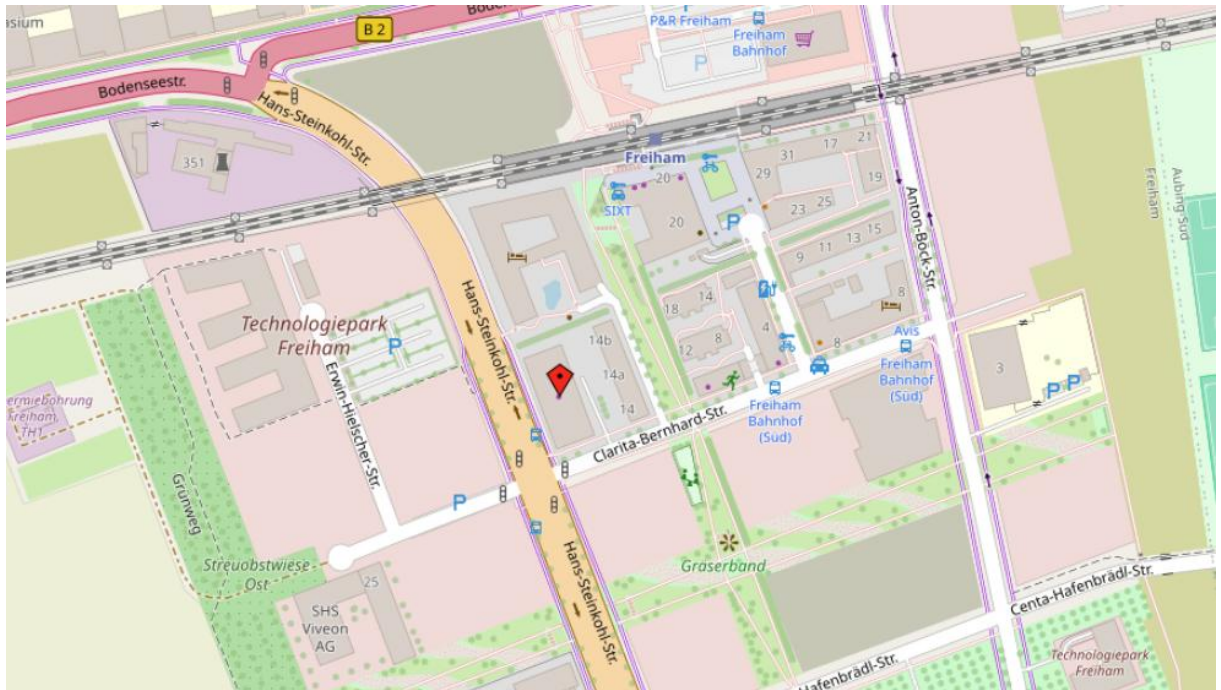 asium
B 2
Bodenseestr.
P&R Freiham
P
Freiham
Bahnhof
P
Hans-Steinkohl-Str.
351
Freiham
20
SIXT
20
P
31
17
21
29
19
23
25
9
11
13
15
Anton-Böck-Str.
Freiham
Aubing-Süd
Technologiepark
Freiham
P
Hans-Steinkohl-Str.
Erwin-Hielscher-Str.
14b
14a
14
18
14
12
8
4
8
8
Avis
Freiham
Bahnhof
(Süd)
3
P
P
Freiham
Bahnhof
(Süd)
Clarita-Bernhard-Str.
ermiebohrung
Freiham
TH1
Grünweg
P
Streuobstwiese
Ost
25
SHS
Viveon
AG
Hans-Steinkohl-Str.
Gräserband
Centa-Hafenbrädl-Str.
Hafenbrädl-Str.
Technologiepark
Freiham